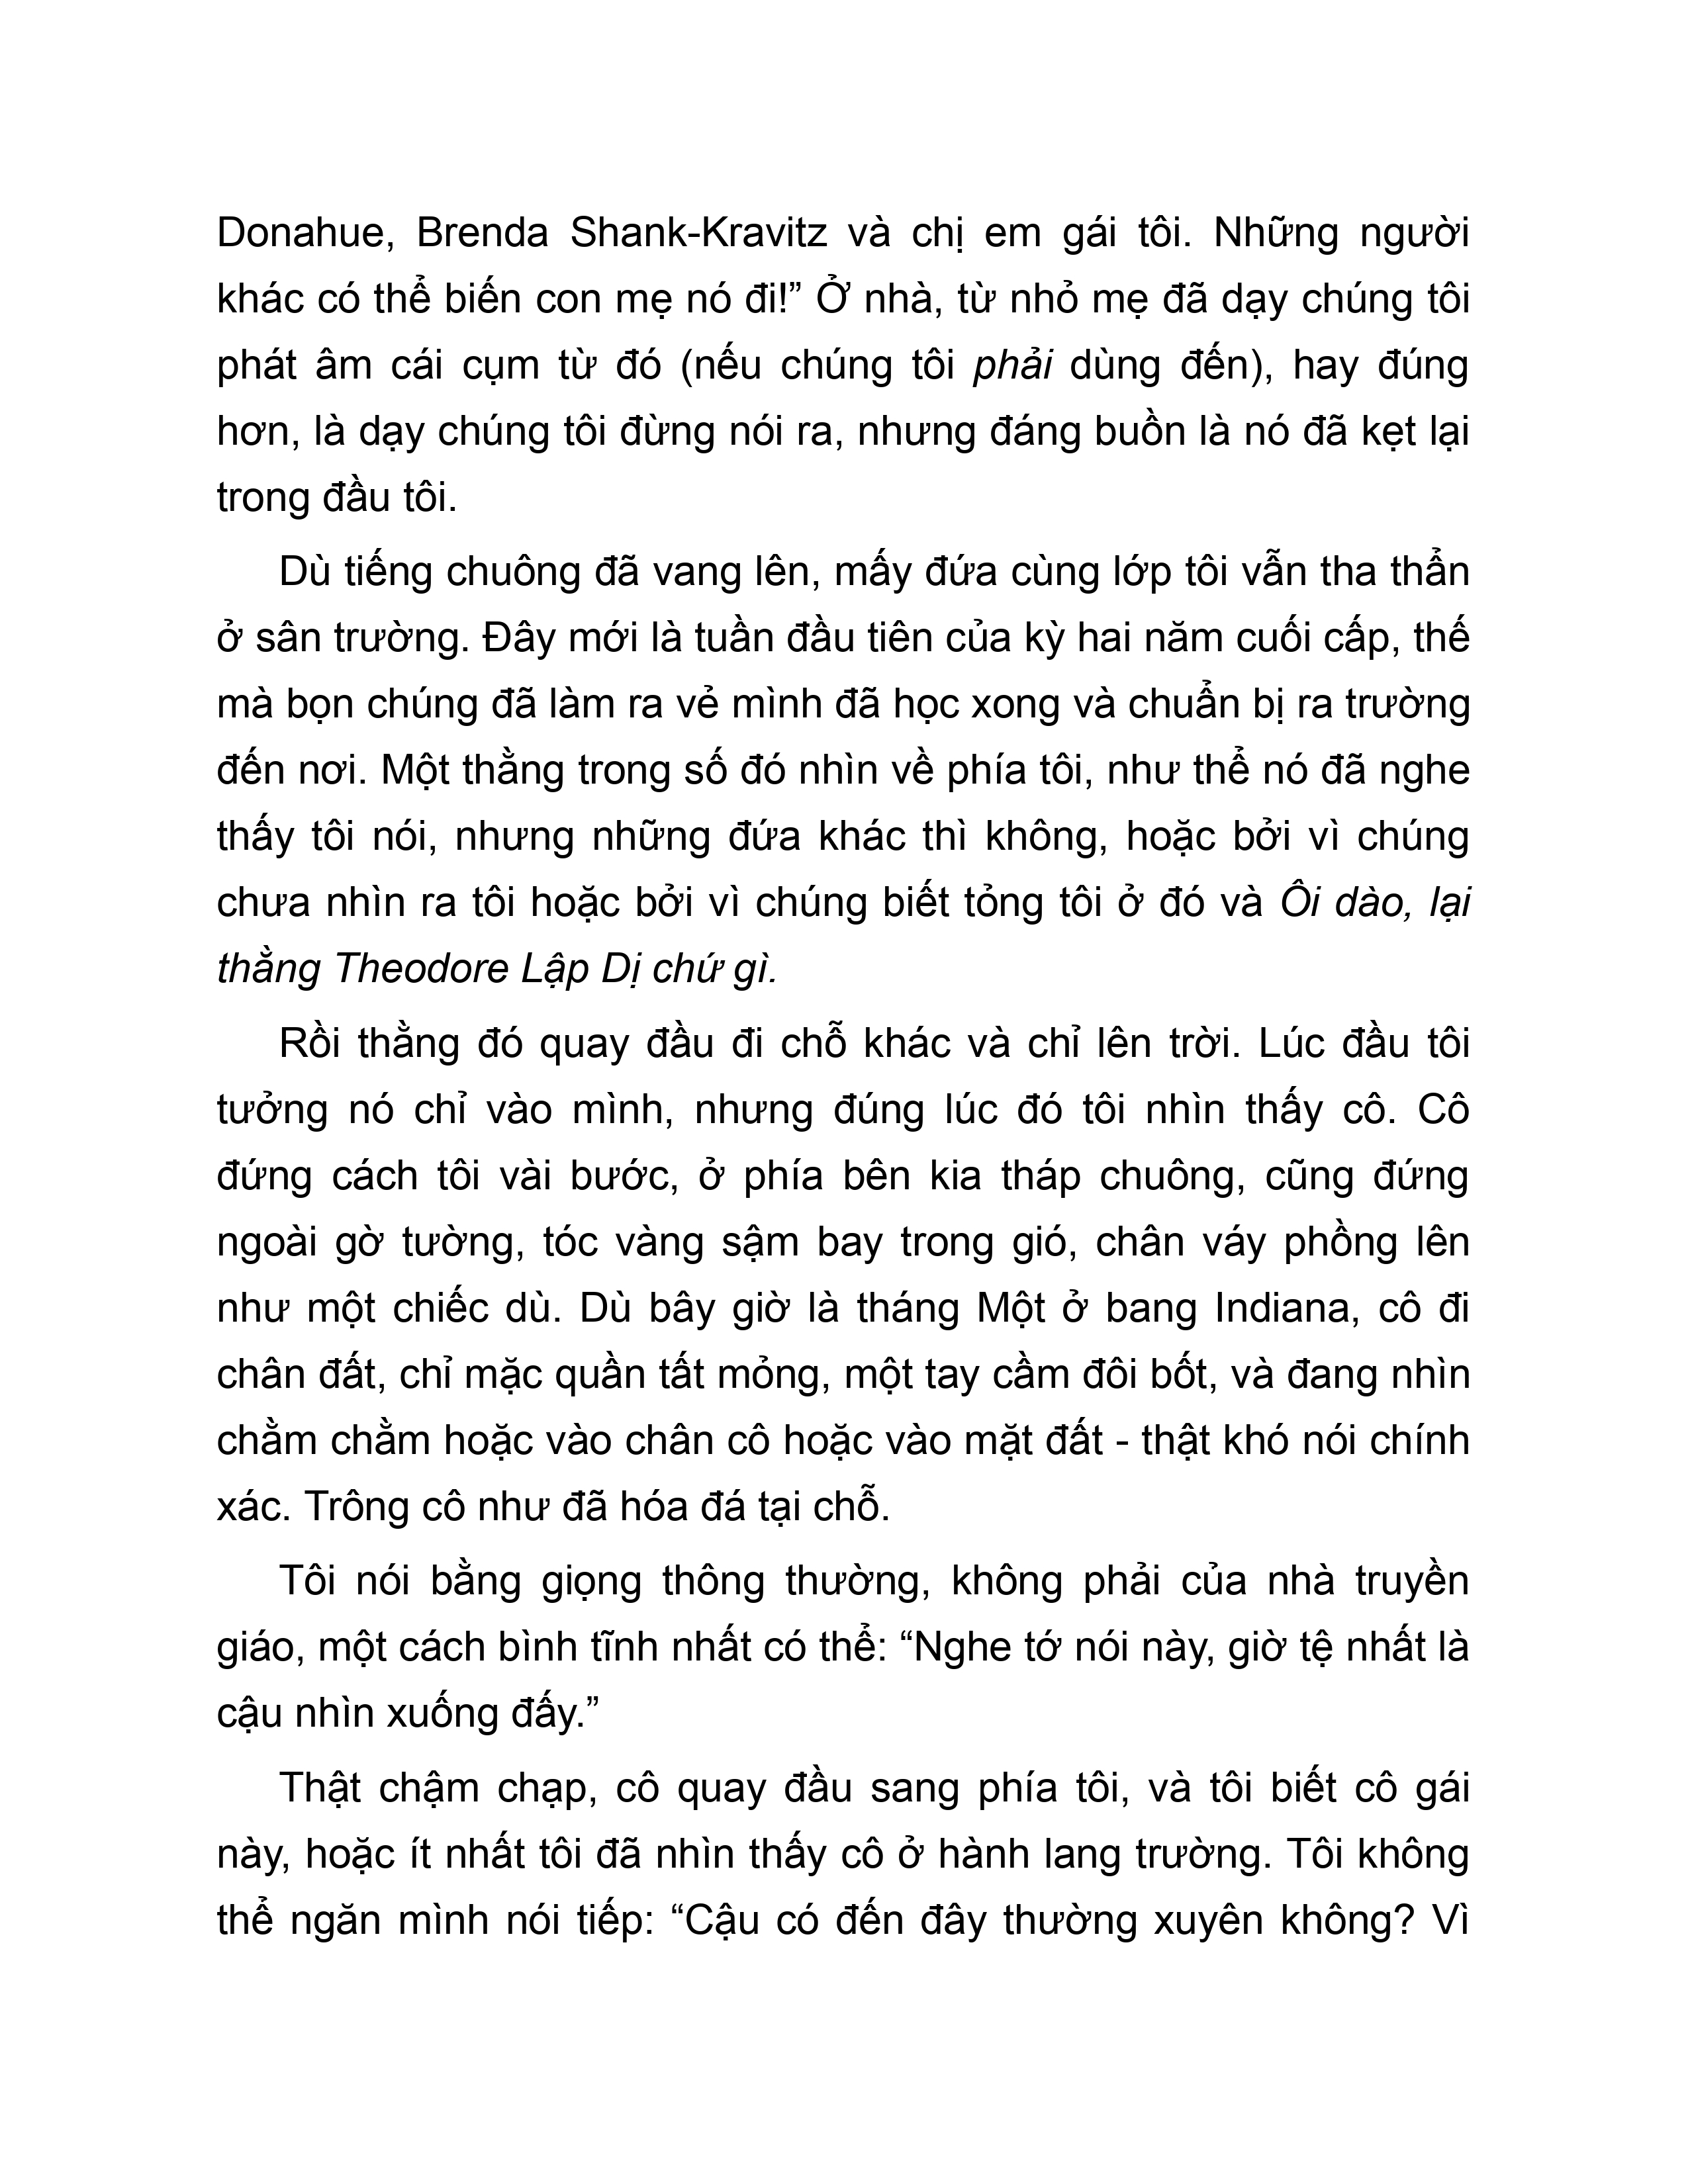 Donahue, Brenda Shank-Kravitz và chị em gái tôi. Những người
khác có thể biến con mẹ nó đi!” Ở nhà, từ nhỏ mẹ đã dạy chúng tôi
phát âm cái cụm từ đó (nếu chúng tôi phải dùng đến), hay đúng
hơn, là dạy chúng tôi đừng nói ra, nhưng đáng buồn là nó đã kẹt lại
trong đầu tôi.
Dù tiếng chuông đã vang lên, mấy đứa cùng lớp tôi vẫn tha thẩn
ở sân trường. Đây mới là tuần đầu tiên của kỳ hai năm cuối cấp, thế
mà bọn chúng đã làm ra vẻ mình đã học xong và chuẩn bị ra trường
đến nơi. Một thằng trong số đó nhìn về phía tôi, như thể nó đã nghe
thấy tôi nói, nhưng những đứa khác thì không, hoặc bởi vì chúng
chưa nhìn ra tôi hoặc bởi vì chúng biết tỏng tôi ở đó và Ôi dào, lại
thằng Theodore Lập Dị chứ gì.
Rồi thằng đó quay đầu đi chỗ khác và chỉ lên trời. Lúc đầu tôi
tưởng nó chỉ vào mình, nhưng đúng lúc đó tôi nhìn thấy cô. Cô
đứng cách tôi vài bước, ở phía bên kia tháp chuông, cũng đứng
ngoài gờ tường, tóc vàng sậm bay trong gió, chân váy phồng lên
như một chiếc dù. Dù bây giờ là tháng Một ở bang Indiana, cô đi
chân đất, chỉ mặc quần tất mỏng, một tay cầm đôi bốt, và đang nhìn
chằm chằm hoặc vào chân cô hoặc vào mặt đất - thật khó nói chính
xác. Trông cô như đã hóa đá tại chỗ.
Tôi nói bằng giọng thông thường, không phải của nhà truyền
giáo, một cách bình tĩnh nhất có thể: “Nghe tớ nói này, giờ tệ nhất là
cậu nhìn xuống đấy.”
Thật chậm chạp, cô quay đầu sang phía tôi, và tôi biết cô gái
này, hoặc ít nhất tôi đã nhìn thấy cô ở hành lang trường. Tôi không
thể ngăn mình nói tiếp: “Cậu có đến đây thường xuyên không? Vì